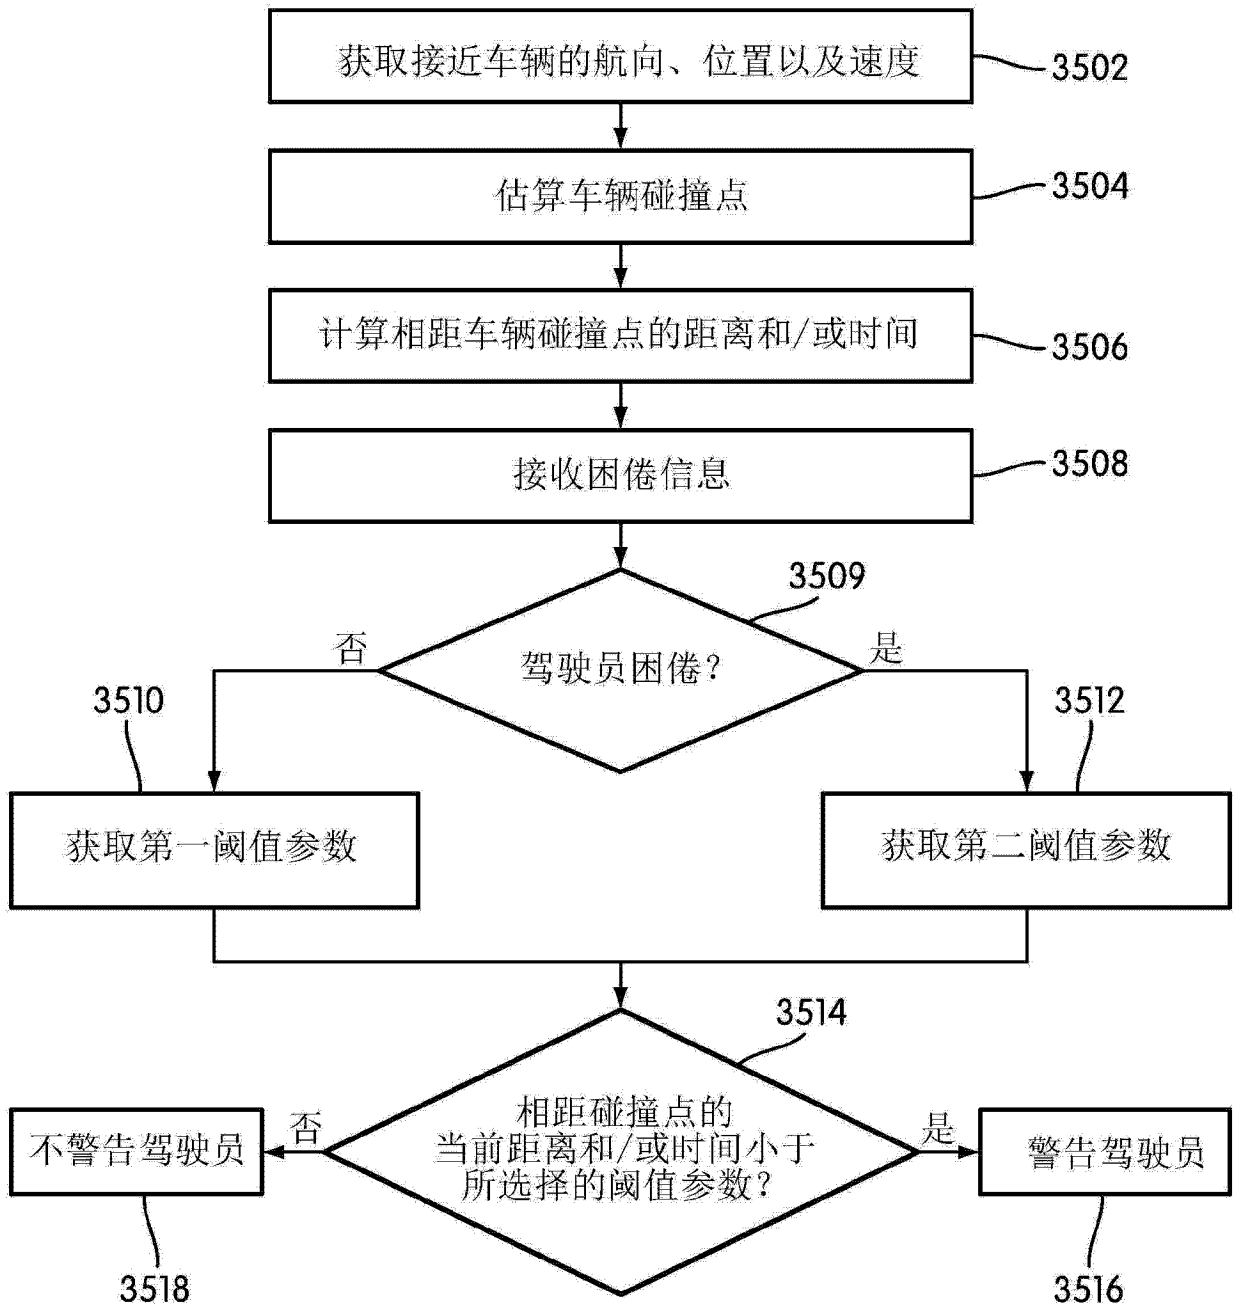 获取接近车辆的航向、位置以及速度
3502
估算车辆碰撞点
3504
计算相距车辆碰撞点的距离和/或时间
3506
接收困倦信息
3508
3509
驾驶员困倦？
否
是
3510
3512
获取第一阈值参数
获取第二阈值参数
3514
相距碰撞点的
当前距离和/或时间小于
所选择的阈值参数？
否
是
不警告驾驶员
警告驾驶员
3518
3516